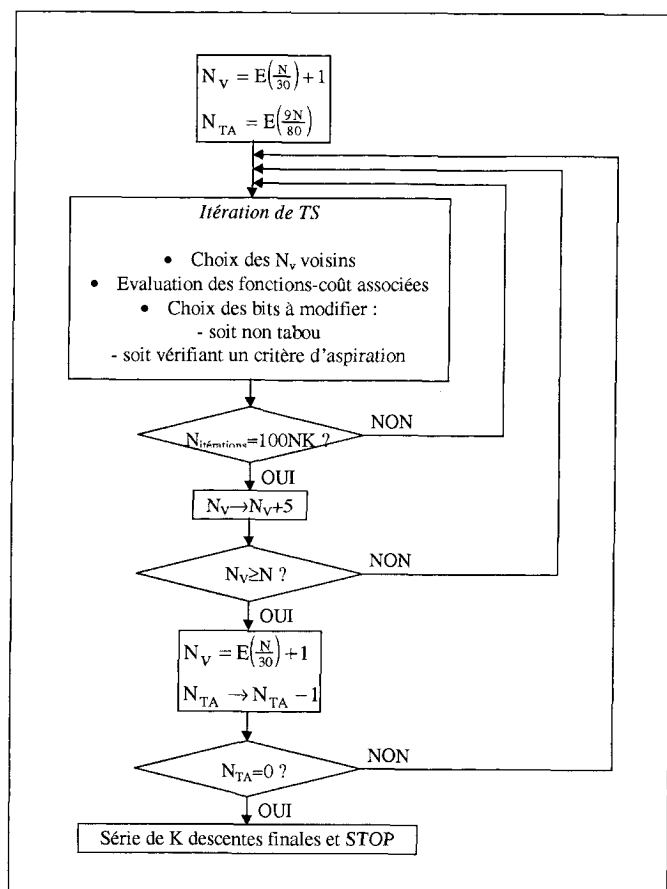 N_V = E(N/30) + 1
N_TA = E(9N/80)
Itération de TS
• Choix des N_v voisins
• Evaluation des fonctions-coût associées
• Choix des bits à modifier :
- soit non tabou
- soit vérifiant un critère d'aspiration
N_itérations=100NK ?
NON
OUI
N_V→N_V+5
N_V≥N ?
NON
OUI
N_V = E(N/30) + 1
N_TA → N_TA − 1
N_TA=0 ?
NON
OUI
Série de K descentes finales et STOP